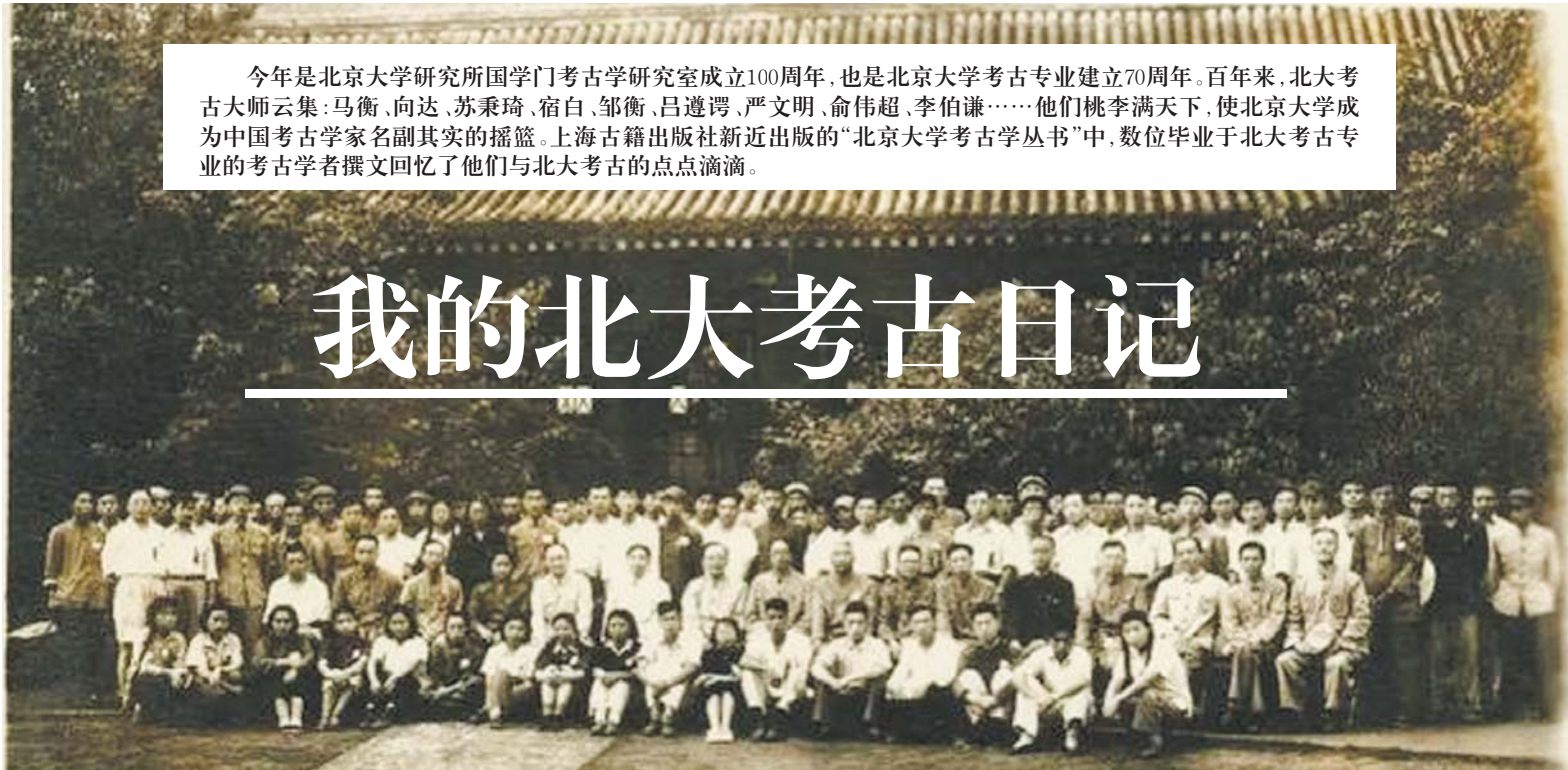 今年是北京大学研究所国学门考古学研究室成立100周年，也是北京大学考古专业建立70周年。百年来，北大考
古大师云集：马衡、向达、苏秉琦、宿白、邹衡、吕遵谔、严文明、俞伟超、李伯谦……他们桃李满天下，使北京大学成
为中国考古学家名副其实的摇篮。上海古籍出版社新近出版的“北京大学考古学丛书”中，数位毕业于北大考古专
业的考古学者撰文回忆了他们与北大考古的点点滴滴。
我的北大考古日记